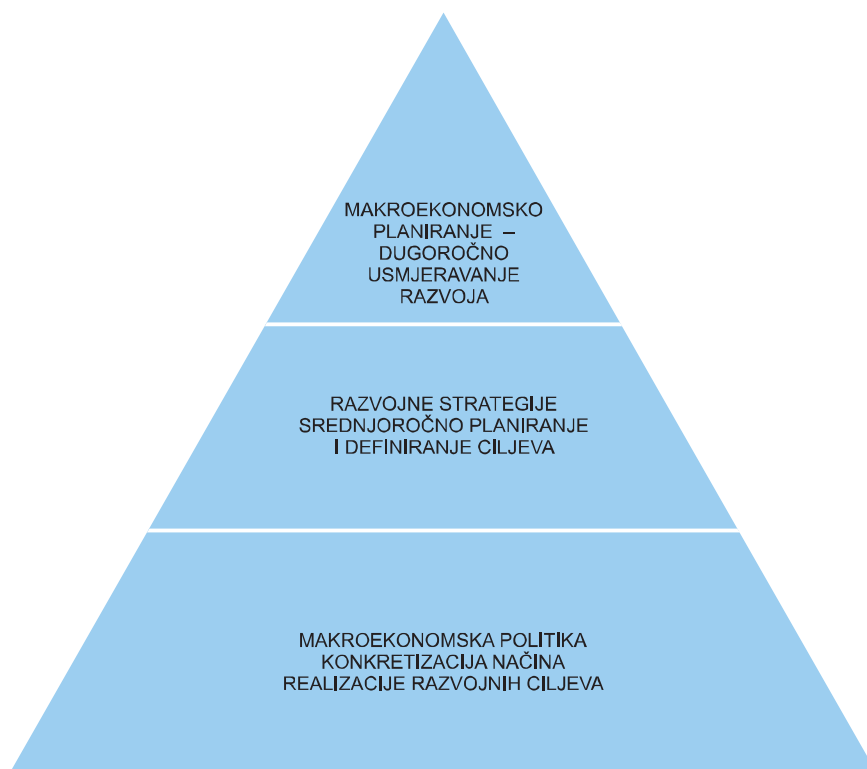 MAKROEKONOMSKO
PLANIRANJE –
DUGOROČNO
USMJERAVANJE
RAZVOJA
RAZVOJNE STRATEGIJE
SREDNJOROČNO PLANIRANJE
I DEFINIRANJE CILJEVA
MAKROEKONOMSKA POLITIKA
KONKRETIZACIJA NAČINA
REALIZACIJE RAZVOJNIH CILJEVA